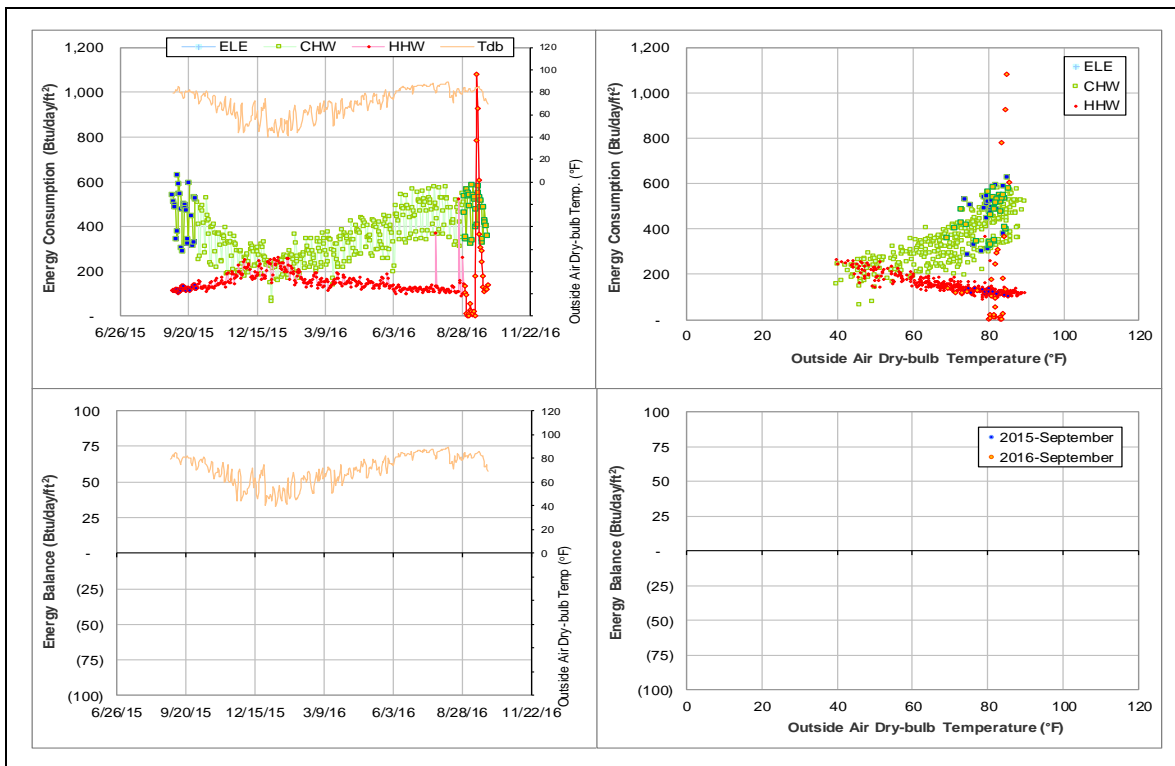 ELE CHW HHW Tdb
Energy Consumption (Btu/day/ft²)
1,200
1,000
800
600
400
200
-
120
100
80
60
40
20
0
Outside Air Dry-bulb Temp. (°F)
6/26/15 9/20/15 12/15/15 3/9/16 6/3/16 8/28/16 11/22/16
ELE
CHW
HHW
Energy Consumption (Btu/day/ft²)
1,200
1,000
800
600
400
200
-
0 20 40 60 80 100 120
Outside Air Dry-bulb Temperature (°F)
Energy Balance (Btu/day/ft²)
100
75
50
25
-
(25)
(50)
(75)
(100)
120
100
80
60
40
20
0
Outside Air Dry-bulb Temp (°F)
6/26/15 9/20/15 12/15/15 3/9/16 6/3/16 8/28/16 11/22/16
2015-September
2016-September
Energy Balance (Btu/day/ft²)
100
75
50
25
-
(25)
(50)
(75)
(100)
0 20 40 60 80 100 120
Outside Air Dry-bulb Temperature (°F)